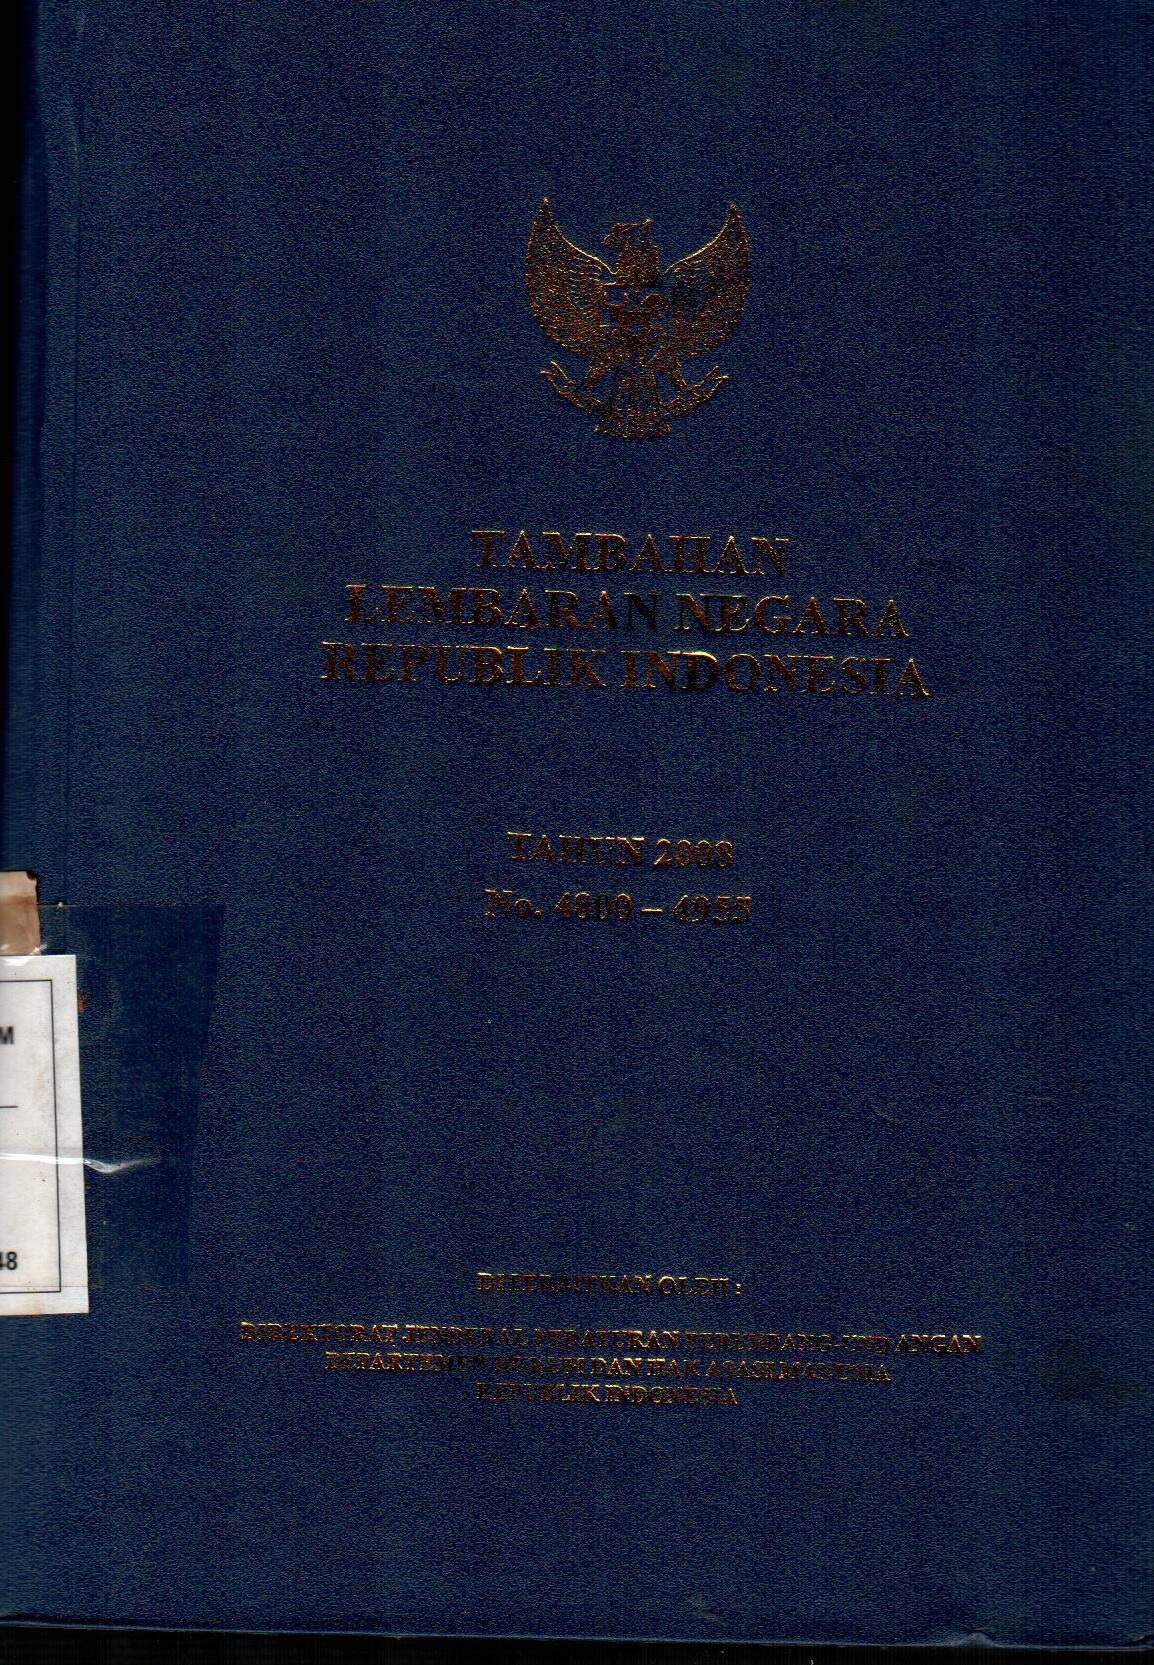 TAMBAHAN
LEMBARAN NEGARA
REPUBLIK INDONESIA
TAHUN 2008
No. 4800 – 4955
M
48
DITERBITKAN OLEH :
DIREKTORAT JENDERAL PERATURAN PERUNDANG-UNDANGAN
DEPARTEMEN HUKUM DAN HAK ASASI MANUSIA
REPUBLIK INDONESIA